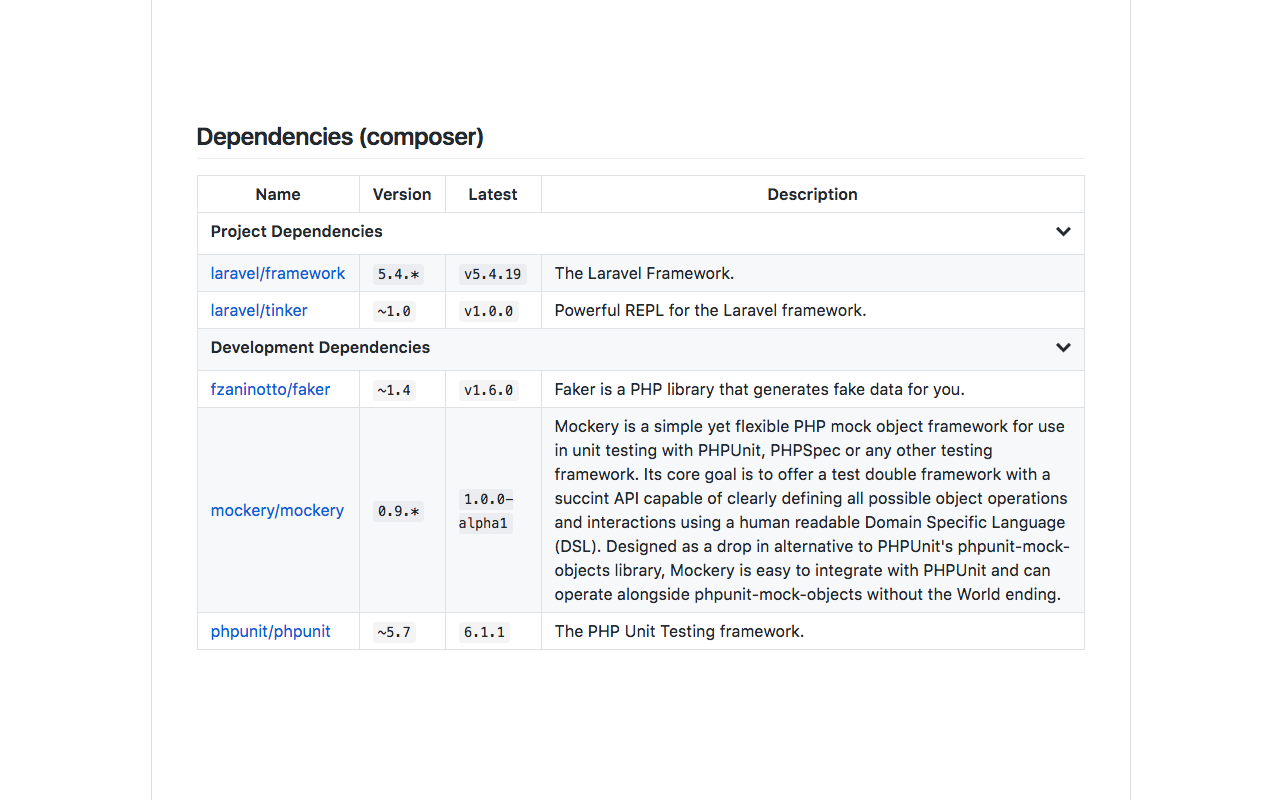 Dependencies (composer)
Name Version Latest Description
Project Dependencies
laravel/framework 5.4.* v5.4.19 The Laravel Framework.
laravel/tinker ~1.0 v1.0.0 Powerful REPL for the Laravel framework.
Development Dependencies
fzaninotto/faker ~1.4 v1.6.0 Faker is a PHP library that generates fake data for you.
mockery/mockery 0.9.* 1.0.0-
alpha1
Mockery is a simple yet flexible PHP mock object framework for use
in unit testing with PHPUnit, PHPSpec or any other testing
framework. Its core goal is to offer a test double framework with a
succint API capable of clearly defining all possible object operations
and interactions using a human readable Domain Specific Language
(DSL). Designed as a drop in alternative to PHPUnit's phpunit-mock-
objects library, Mockery is easy to integrate with PHPUnit and can
operate alongside phpunit-mock-objects without the World ending.
phpunit/phpunit ~5.7 6.1.1 The PHP Unit Testing framework.